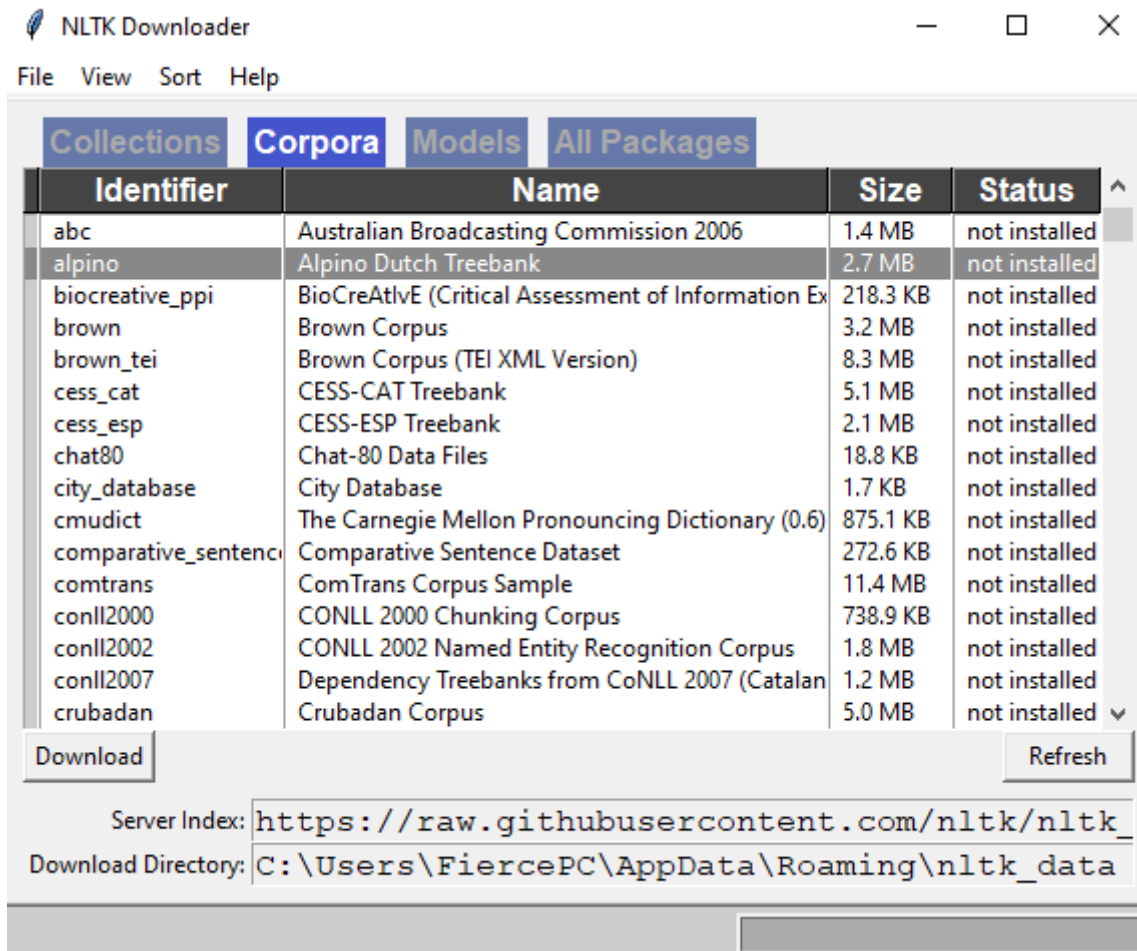 NLTK Downloader
File View Sort Help
Collections Corpora Models All Packages
Identifier Name Size Status
abc Australian Broadcasting Commission 2006 1.4 MB not installed
alpino Alpino Dutch Treebank 2.7 MB not installed
biocreative_ppi BioCreAtIvE (Critical Assessment of Information Ex 218.3 KB not installed
brown Brown Corpus 3.2 MB not installed
brown_tei Brown Corpus (TEI XML Version) 8.3 MB not installed
cess_cat CESS-CAT Treebank 5.1 MB not installed
cess_esp CESS-ESP Treebank 2.1 MB not installed
chat80 Chat-80 Data Files 18.8 KB not installed
city_database City Database 1.7 KB not installed
cmudict The Carnegie Mellon Pronouncing Dictionary (0.6) 875.1 KB not installed
comparative_sentenc Comparative Sentence Dataset 272.6 KB not installed
comtrans ComTrans Corpus Sample 11.4 MB not installed
conll2000 CONLL 2000 Chunking Corpus 738.9 KB not installed
conll2002 CONLL 2002 Named Entity Recognition Corpus 1.8 MB not installed
conll2007 Dependency Treebanks from CoNLL 2007 (Catalan 1.2 MB not installed
crubadan Crubadan Corpus 5.0 MB not installed
Download Refresh
Server Index: https://raw.githubusercontent.com/nltk/nltk_
Download Directory: C:\Users\FiercePC\AppData\Roaming\nltk_data